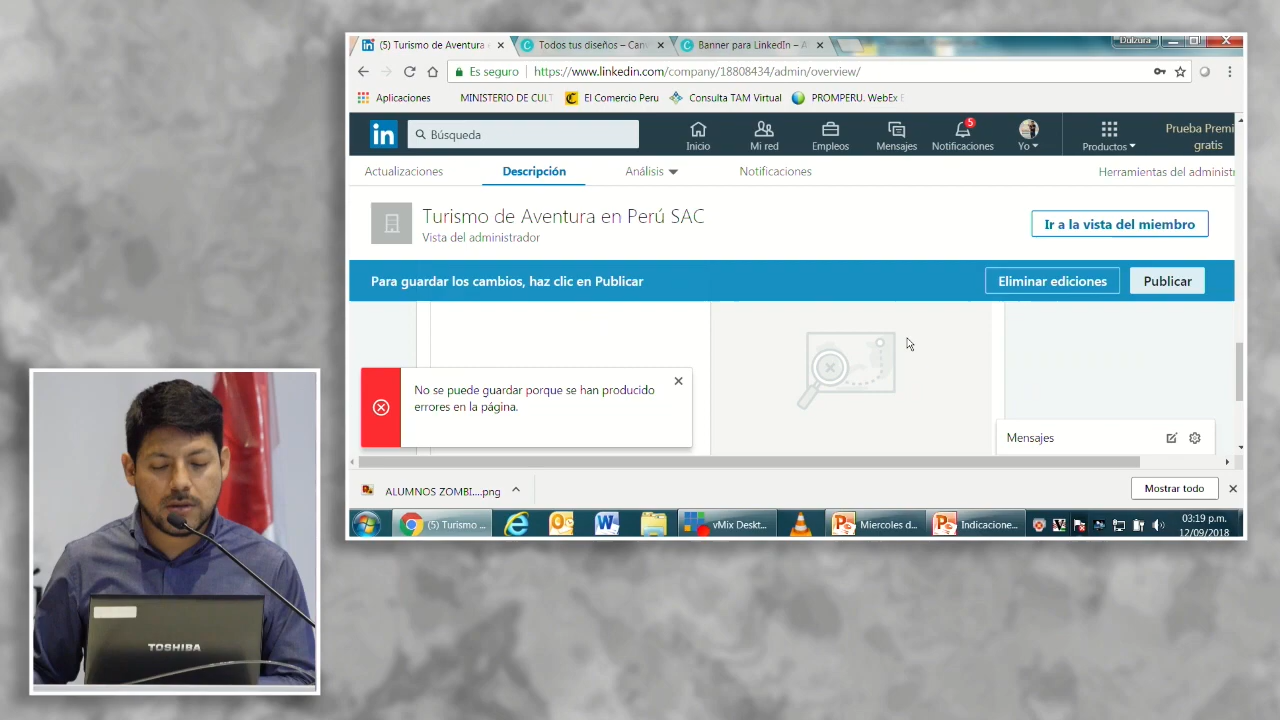 (5) Turismo de Aventura
Todos tus diseños – Can
Banner para LinkedIn – A
Dulzura
Es seguro
https://www.linkedin.com/company/18808434/admin/overview/
Aplicaciones
MINISTERIO DE CULT
El Comercio Peru
Consulta TAM Virtual
PROMPERU. WebEx E
in
Búsqueda
Inicio
Mi red
Empleos
Mensajes
5
Notificaciones
Yo
Productos
Prueba Premi
gratis
Actualizaciones
Descripción
Análisis
Notificaciones
Herramientas del administr
Turismo de Aventura en Perú SAC
Vista del administrador
Ir a la vista del miembro
Para guardar los cambios, haz clic en Publicar
Eliminar ediciones
Publicar
No se puede guardar porque se han producido
errores en la página.
Mensajes
ALUMNOS ZOMBI....png
Mostrar todo
(5) Turismo ...
vMix Deskt...
Miercoles d...
Indicacione...
03:19 p.m.
12/09/2018
TOSHIBA